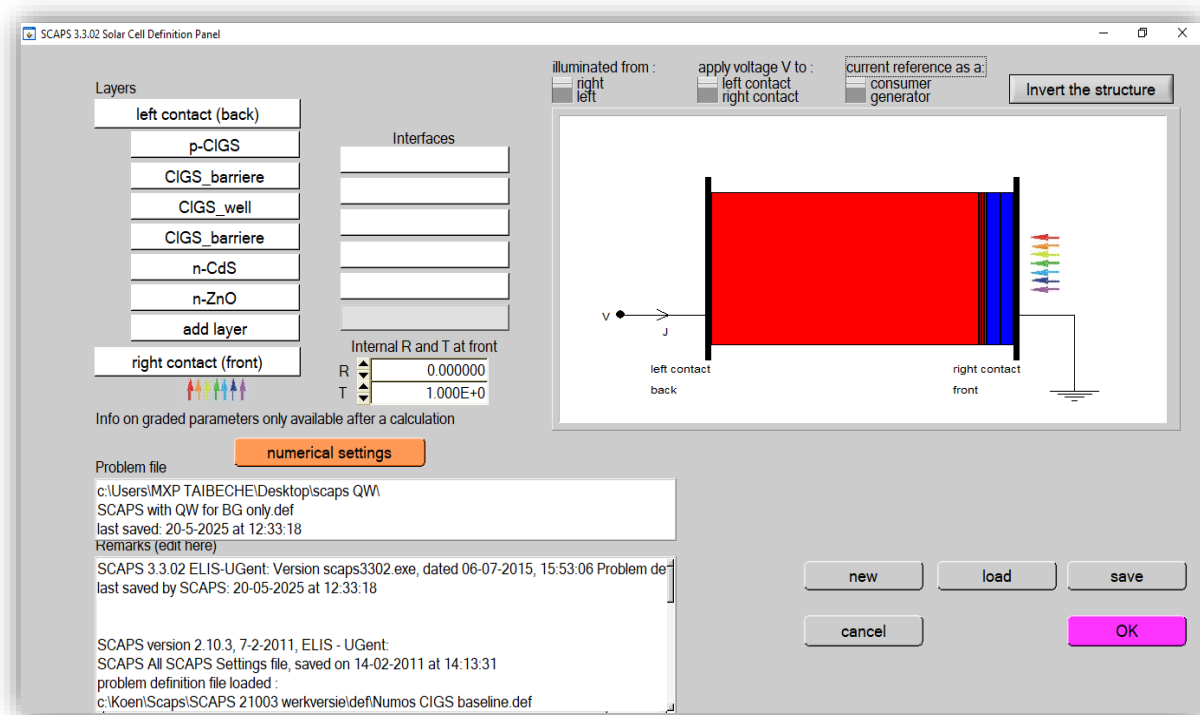 SCAPS 3.3.02 Solar Cell Definition Panel
illuminated from :
right
left
apply voltage V to :
left contact
right contact
current reference as a:
consumer
generator
Invert the structure
Layers
left contact (back)
p-CIGS
CIGS_barriere
CIGS_well
CIGS_barriere
n-CdS
n-ZnO
add layer
right contact (front)
Interfaces
Internal R and T at front
R 0.000000
T 1.000E+0
Info on graded parameters only available after a calculation
V
J
left contact
back
right contact
front
numerical settings
Problem file
c:\Users\MXP TAIBECHE\Desktop\scaps QW\
SCAPS with QW for BG only.def
last saved: 20-5-2025 at 12:33:18
Remarks (edit here)
SCAPS 3.3.02 ELIS-UGent: Version scaps3302.exe, dated 06-07-2015, 15:53:06 Problem de
last saved by SCAPS: 20-05-2025 at 12:33:18
SCAPS version 2.10.3, 7-2-2011, ELIS - UGent:
SCAPS All SCAPS Settings file, saved on 14-02-2011 at 14:13:31
problem definition file loaded :
c:\Koen\Scaps\SCAPS 21003 werkversie\def\Numos CIGS baseline.def
new
load
save
cancel
OK